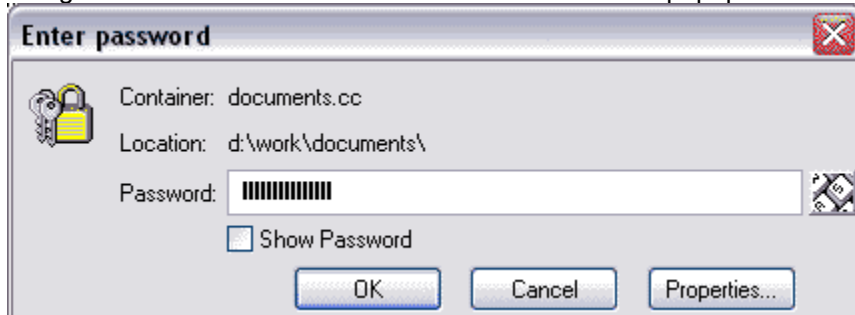 Enter password
Container: documents.cc
Location: d:\work\documents\
Password:
Show Password
OK Cancel Properties...